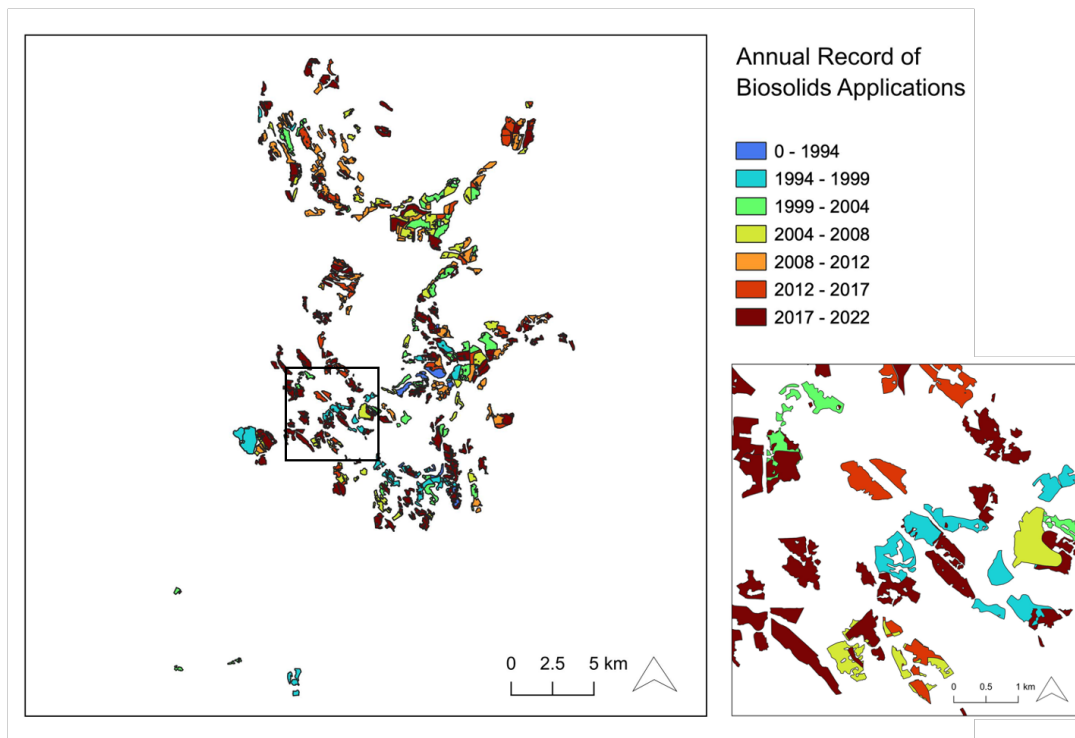 Annual Record of
Biosolids Applications
0 - 1994
1994 - 1999
1999 - 2004
2004 - 2008
2008 - 2012
2012 - 2017
2017 - 2022
0 2.5 5 km
0 0.5 1 km